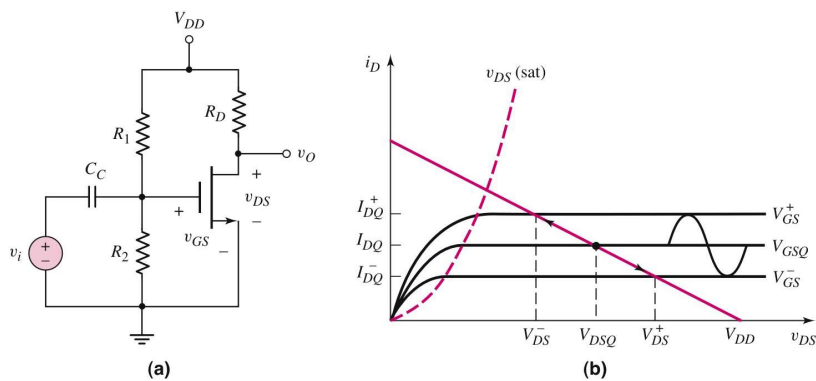 V_DD
R_D
R_1
v_O
C_C
+
+
v_DS
v_GS
−
−
v_i
+
−
R_2
(a)
i_D
v_DS (sat)
I_DQ^+
V_GS^+
I_DQ
V_GSQ
I_DQ^−
V_GS^−
V_DS^−
V_DSQ
V_DS^+
V_DD
v_DS
(b)